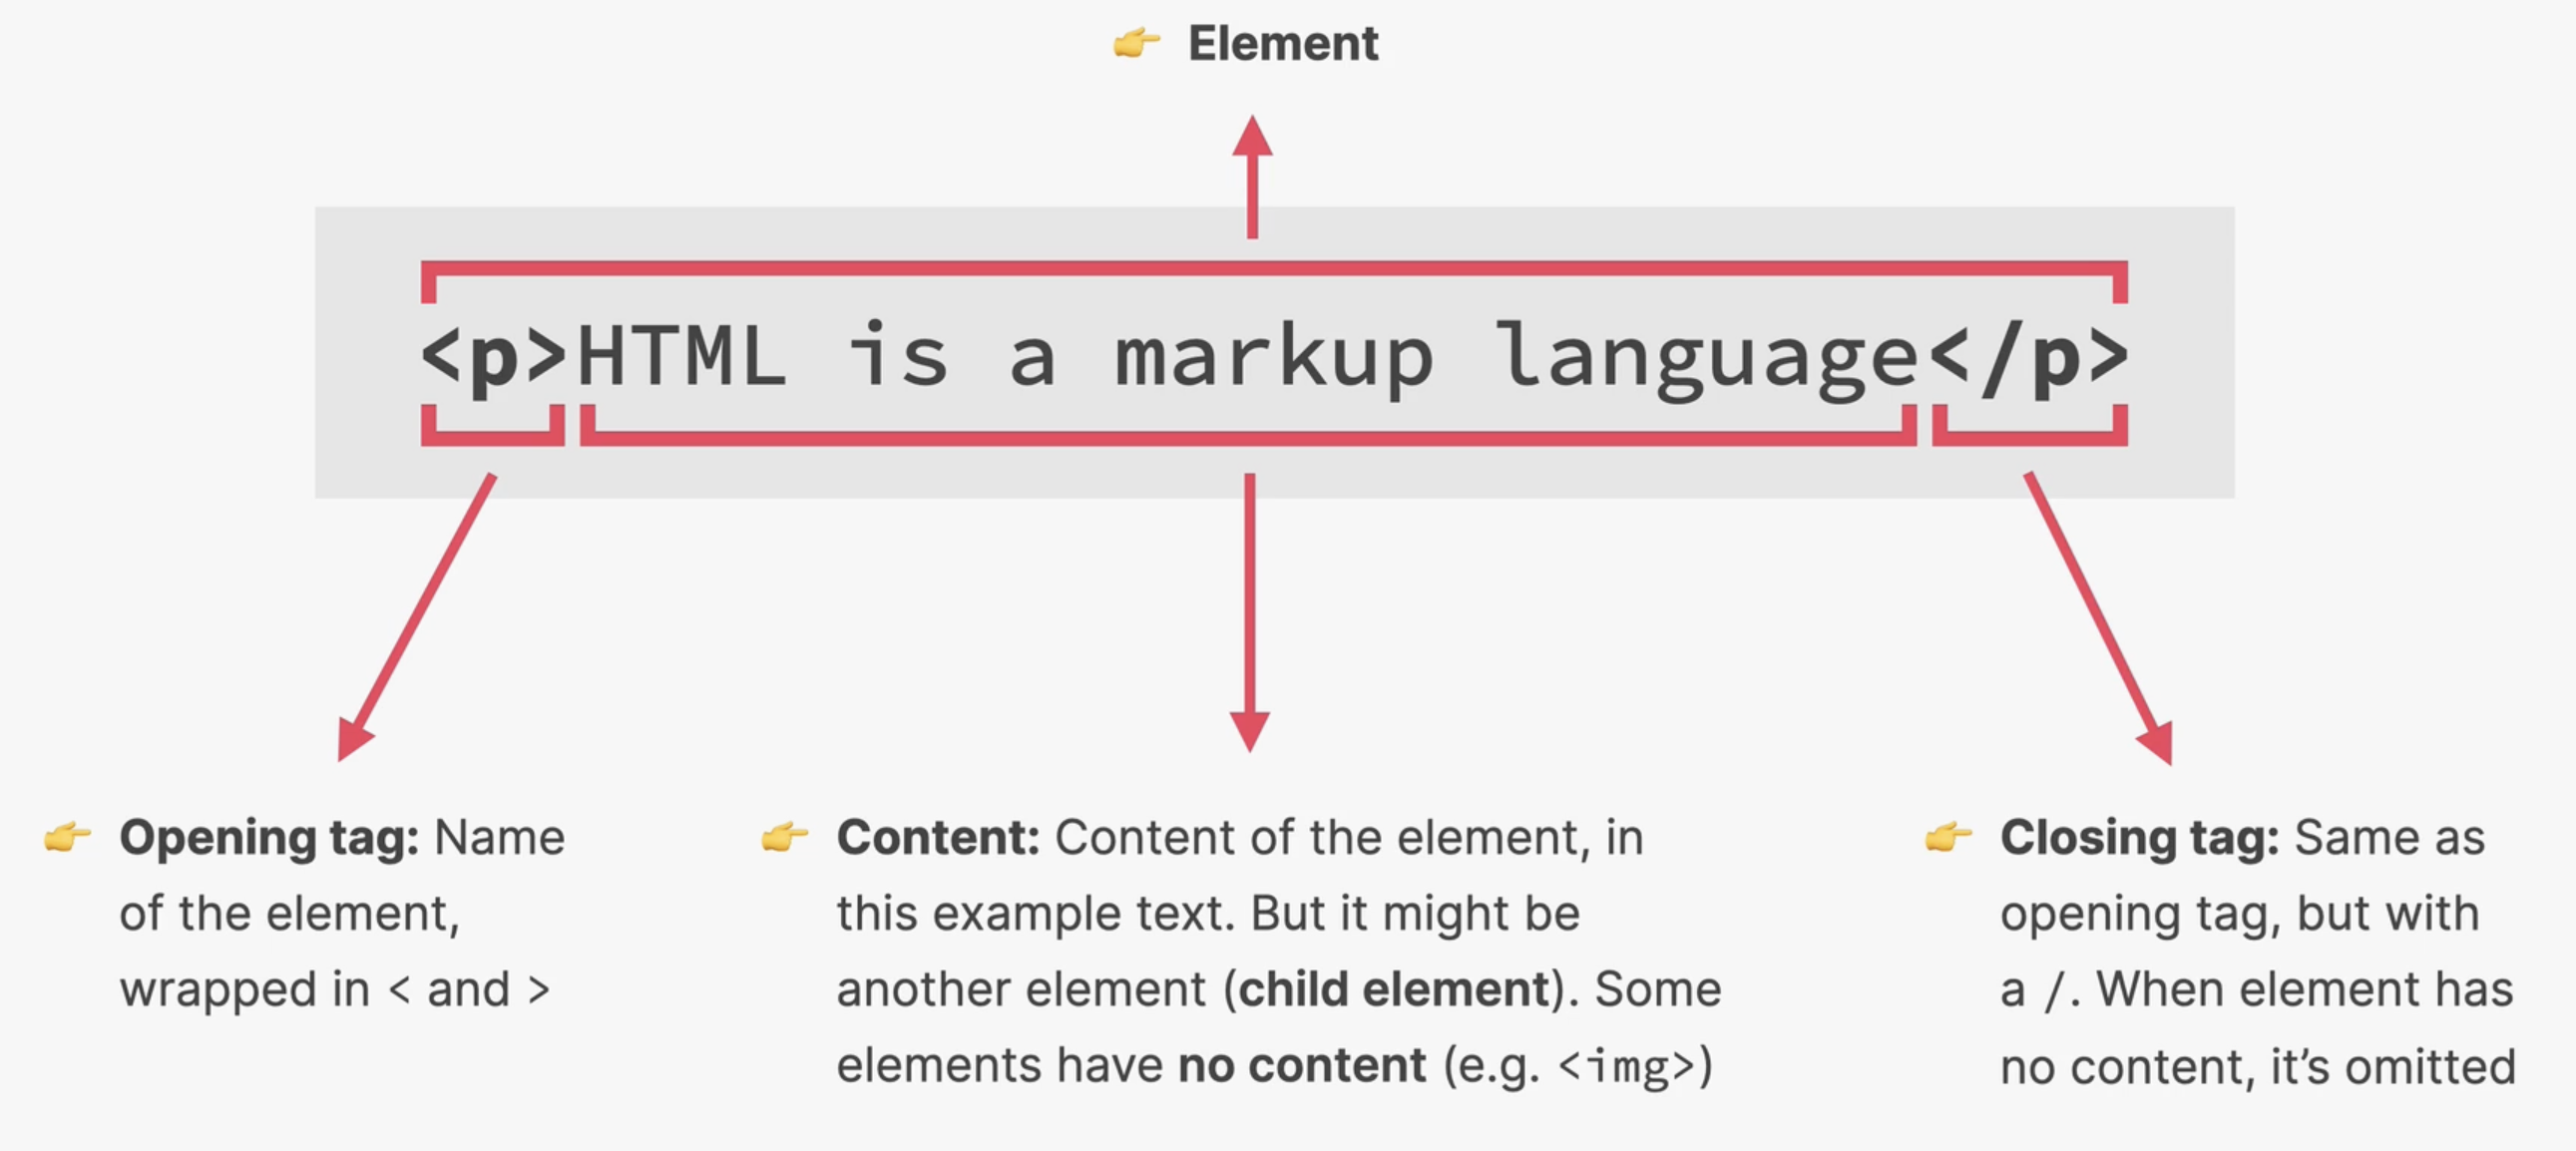 👉 Element
<p>HTML is a markup language</p>
👉 Opening tag: Name
of the element,
wrapped in < and >
👉 Content: Content of the element, in
this example text. But it might be
another element (child element). Some
elements have no content (e.g. <img>)
👉 Closing tag: Same as
opening tag, but with
a /. When element has
no content, it’s omitted